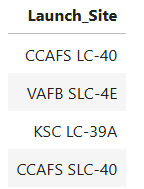 Launch_Site
CCAFS LC-40
VAFB SLC-4E
KSC LC-39A
CCAFS SLC-40